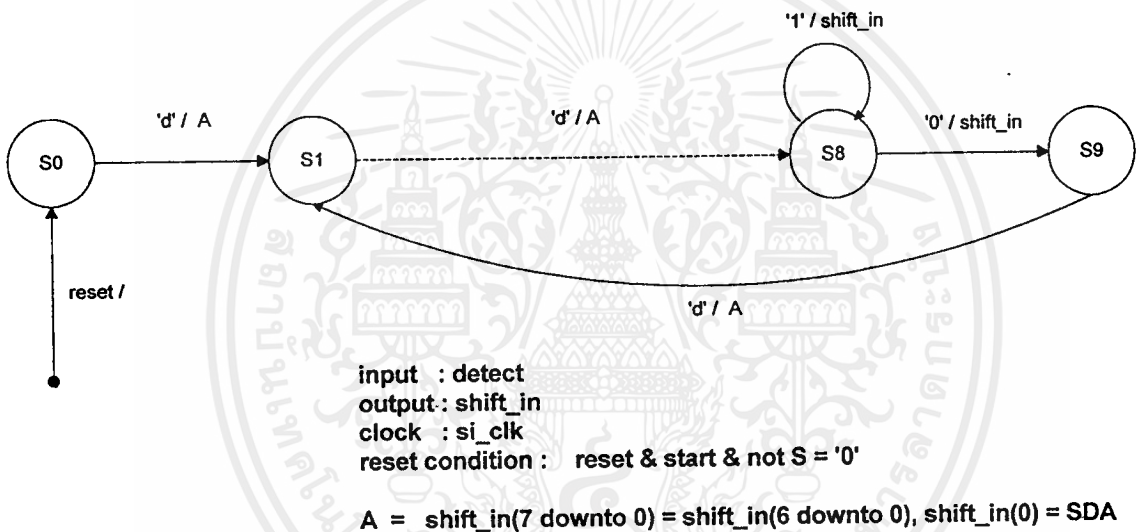 '1' / shift_in
'd' / A
'd' / A
'0' / shift_in
S0
S1
S8
S9
reset /
'd' / A
input : detect
output : shift_in
clock : si_clk
reset condition : reset & start & not S = '0'
A = shift_in(7 downto 0) = shift_in(6 downto 0), shift_in(0) = SDA